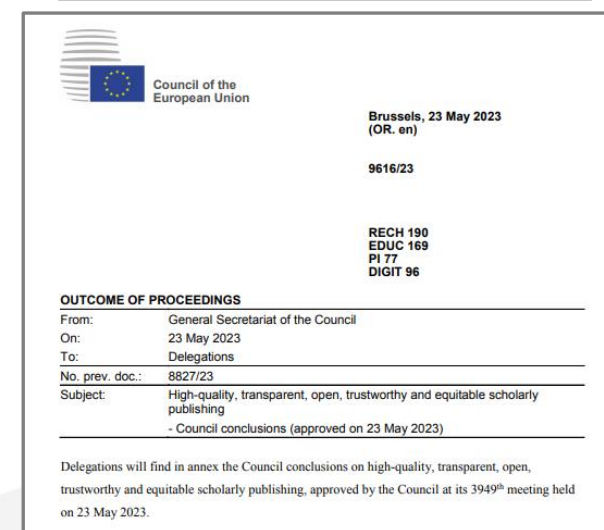 Council of the
European Union
Brussels, 23 May 2023
(OR. en)
9616/23
RECH 190
EDUC 169
PI 77
DIGIT 96
OUTCOME OF PROCEEDINGS
From: General Secretariat of the Council
On: 23 May 2023
To: Delegations
No. prev. doc.: 8827/23
Subject: High-quality, transparent, open, trustworthy and equitable scholarly
publishing
- Council conclusions (approved on 23 May 2023)
Delegations will find in annex the Council conclusions on high-quality, transparent, open,
trustworthy and equitable scholarly publishing, approved by the Council at its 3949th meeting held
on 23 May 2023.